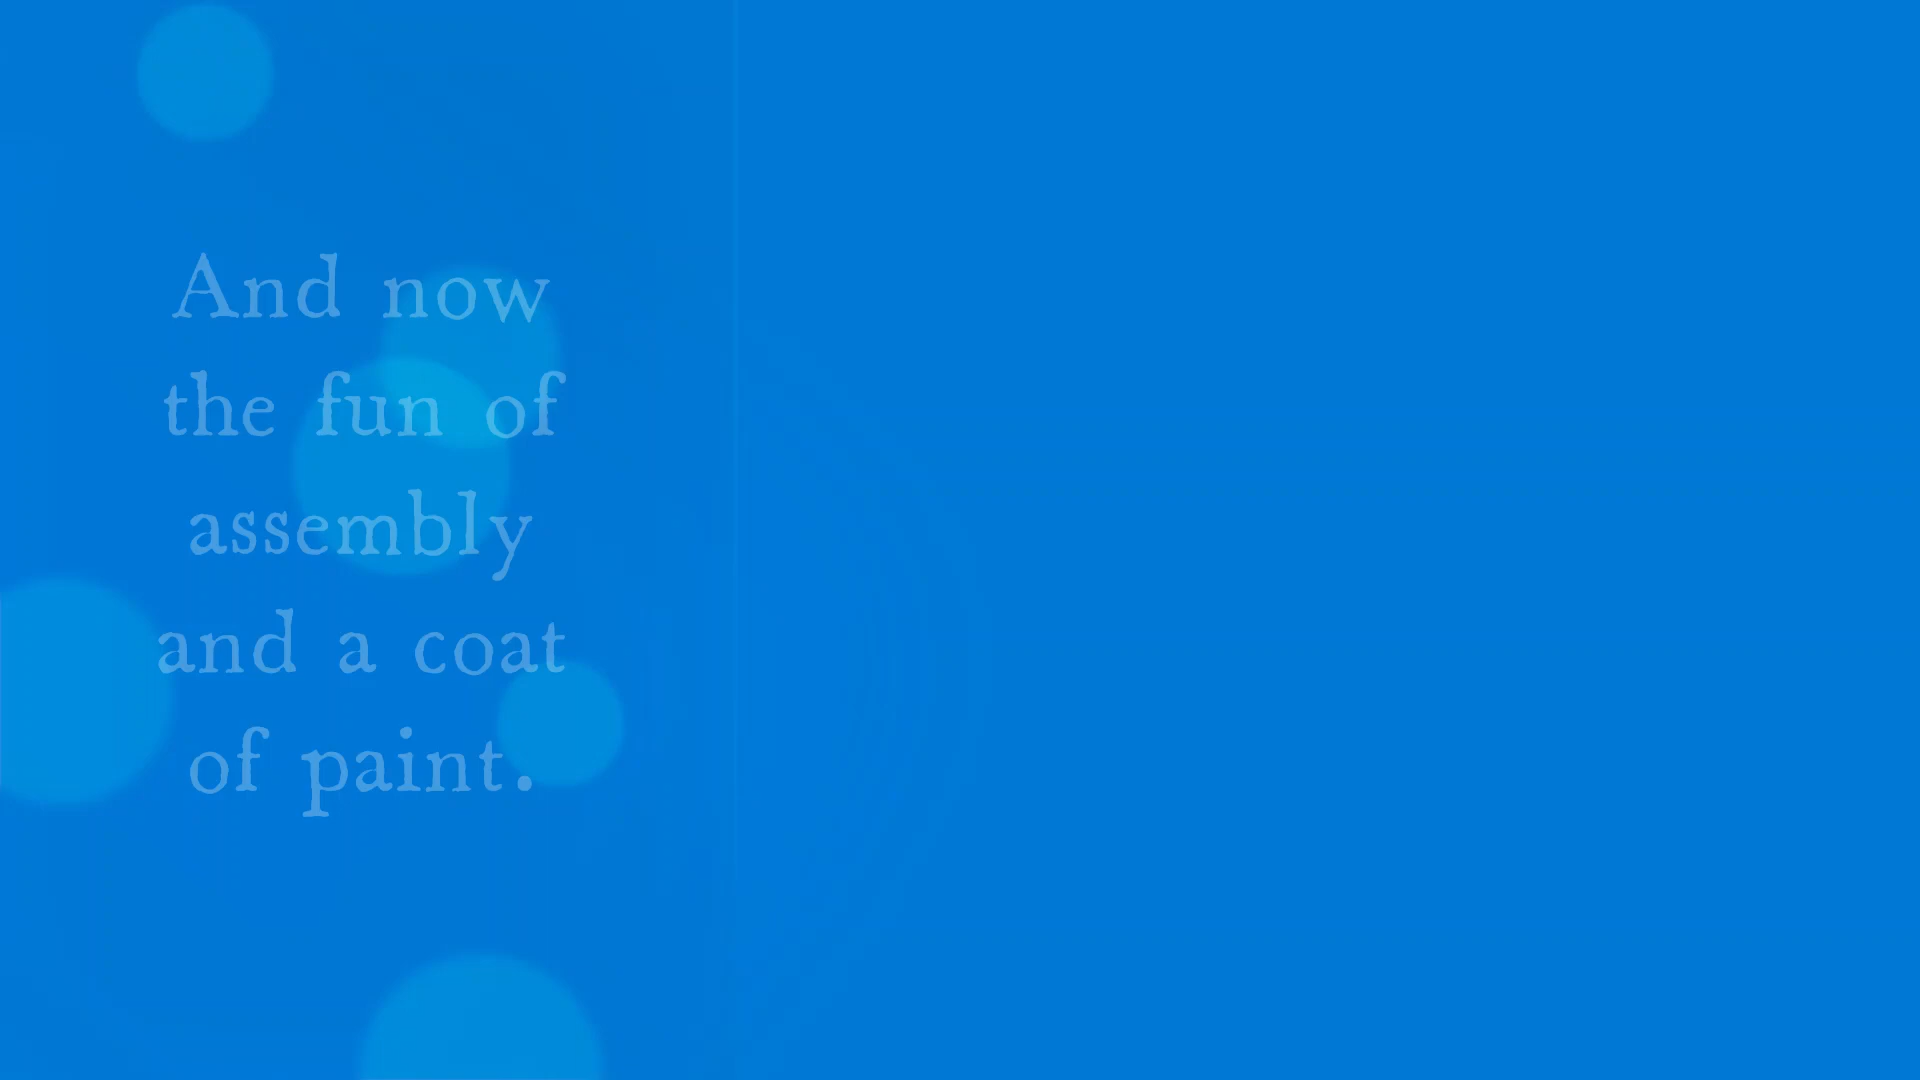 And now
the fun of
assembly
and a coat
of paint.